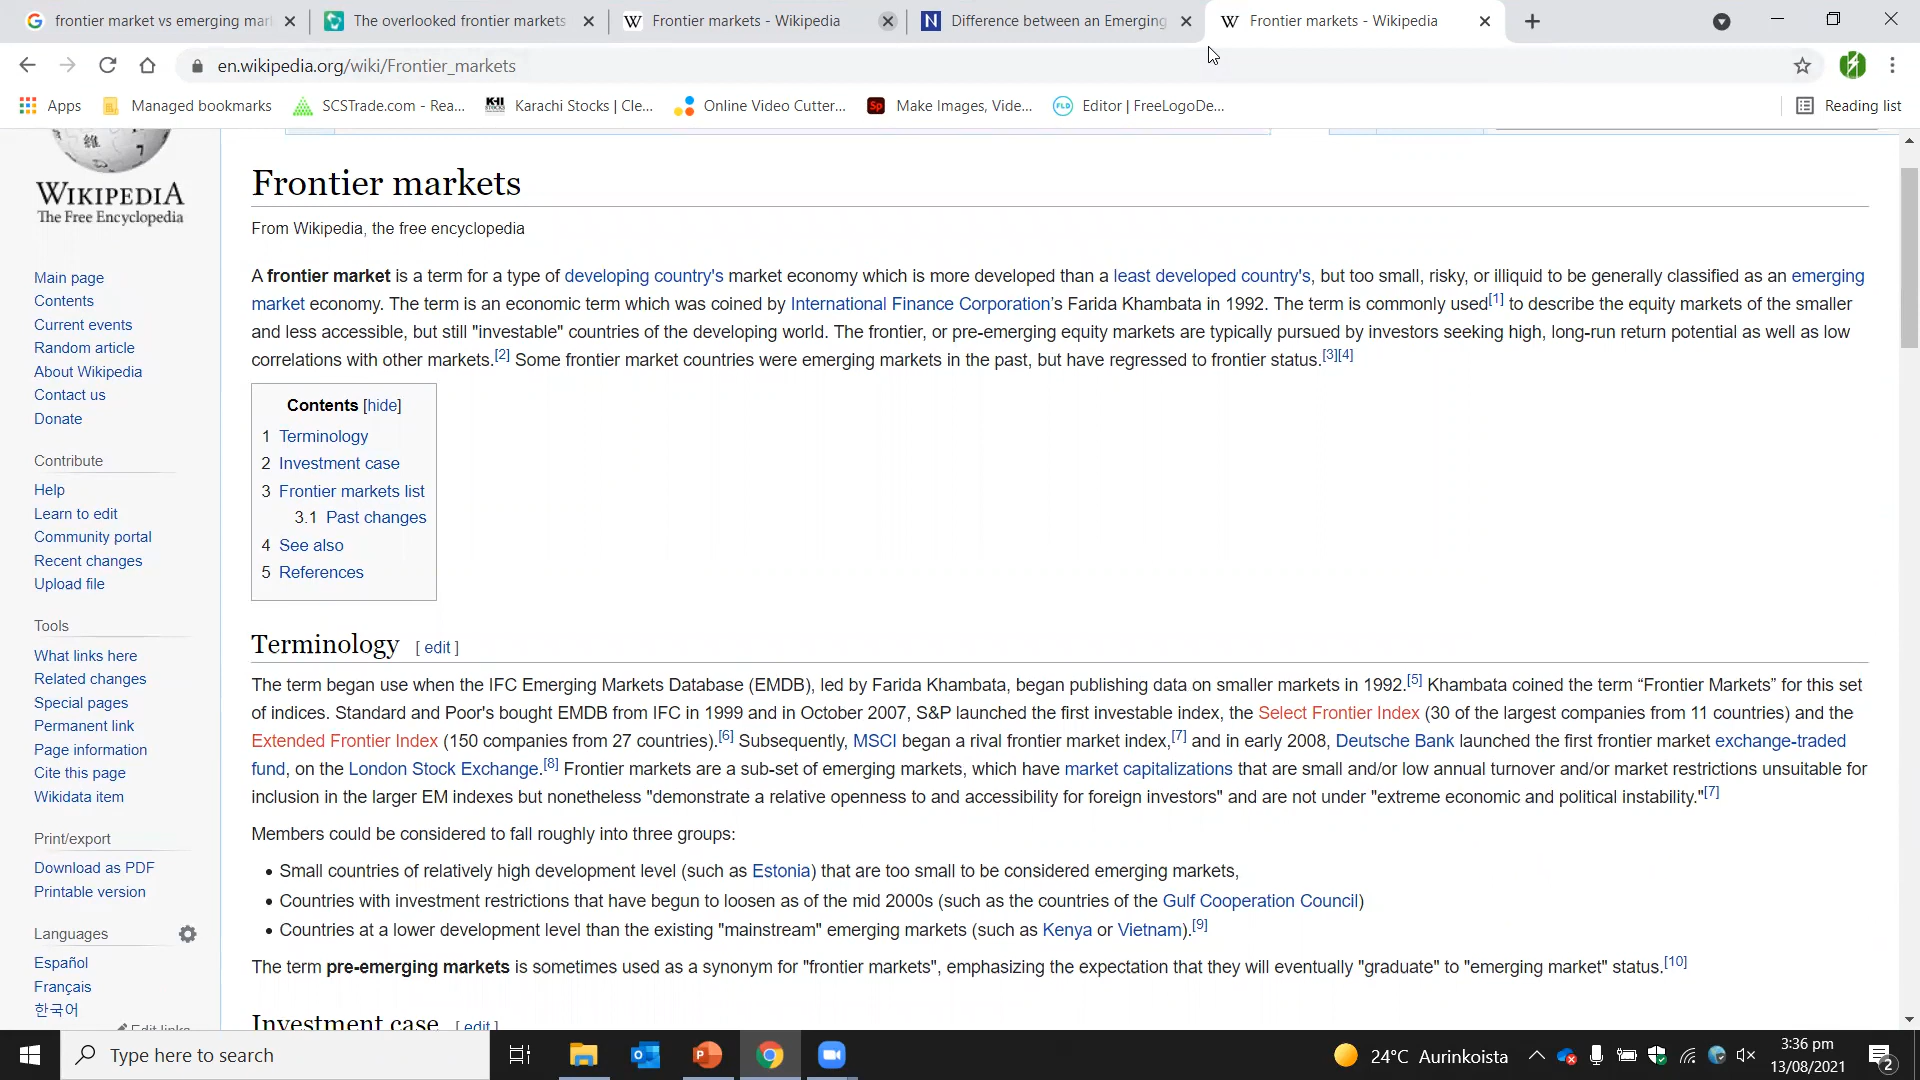 frontier market vs emerging mar
The overlooked frontier markets
Frontier markets - Wikipedia
Difference between an Emerging
Frontier markets - Wikipedia
en.wikipedia.org/wiki/Frontier_markets
Apps
Managed bookmarks
SCSTrade.com - Rea...
Karachi Stocks | Cle...
Online Video Cutter...
Make Images, Vide...
Editor | FreeLogoDe...
Reading list
WIKIPEDIA
The Free Encyclopedia
Main page
Contents
Current events
Random article
About Wikipedia
Contact us
Donate
Contribute
Help
Learn to edit
Community portal
Recent changes
Upload file
Tools
What links here
Related changes
Special pages
Permanent link
Page information
Cite this page
Wikidata item
Print/export
Download as PDF
Printable version
Languages
Español
Français
한국어
Edit links
Frontier markets
From Wikipedia, the free encyclopedia
A frontier market is a term for a type of developing country's market economy which is more developed than a least developed country's, but too small, risky, or illiquid to be generally classified as an emerging
market economy. The term is an economic term which was coined by International Finance Corporation's Farida Khambata in 1992. The term is commonly used[1] to describe the equity markets of the smaller
and less accessible, but still "investable" countries of the developing world. The frontier, or pre-emerging equity markets are typically pursued by investors seeking high, long-run return potential as well as low
correlations with other markets.[2] Some frontier market countries were emerging markets in the past, but have regressed to frontier status.[3][4]
Contents [hide]
1 Terminology
2 Investment case
3 Frontier markets list
3.1 Past changes
4 See also
5 References
Terminology [ edit ]
The term began use when the IFC Emerging Markets Database (EMDB), led by Farida Khambata, began publishing data on smaller markets in 1992.[5] Khambata coined the term “Frontier Markets” for this set
of indices. Standard and Poor's bought EMDB from IFC in 1999 and in October 2007, S&P launched the first investable index, the Select Frontier Index (30 of the largest companies from 11 countries) and the
Extended Frontier Index (150 companies from 27 countries).[6] Subsequently, MSCI began a rival frontier market index,[7] and in early 2008, Deutsche Bank launched the first frontier market exchange-traded
fund, on the London Stock Exchange.[8] Frontier markets are a sub-set of emerging markets, which have market capitalizations that are small and/or low annual turnover and/or market restrictions unsuitable for
inclusion in the larger EM indexes but nonetheless "demonstrate a relative openness to and accessibility for foreign investors" and are not under "extreme economic and political instability."[7]
Members could be considered to fall roughly into three groups:
• Small countries of relatively high development level (such as Estonia) that are too small to be considered emerging markets,
• Countries with investment restrictions that have begun to loosen as of the mid 2000s (such as the countries of the Gulf Cooperation Council)
• Countries at a lower development level than the existing "mainstream" emerging markets (such as Kenya or Vietnam).[9]
The term pre-emerging markets is sometimes used as a synonym for "frontier markets", emphasizing the expectation that they will eventually "graduate" to "emerging market" status.[10]
Investment case [ edit ]
Type here to search
24°C Aurinkoista
3:36 pm
13/08/2021
2